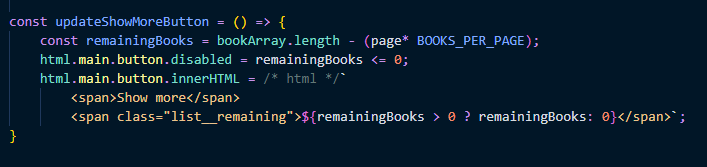 const updateShowMoreButton = () => {
    const remainingBooks = bookArray.length - (page* BOOKS_PER_PAGE);
    html.main.button.disabled = remainingBooks <= 0;
    html.main.button.innerHTML = /* html */`
        <span>Show more</span>
        <span class="list__remaining">${remainingBooks > 0 ? remainingBooks: 0}</span>`;
}